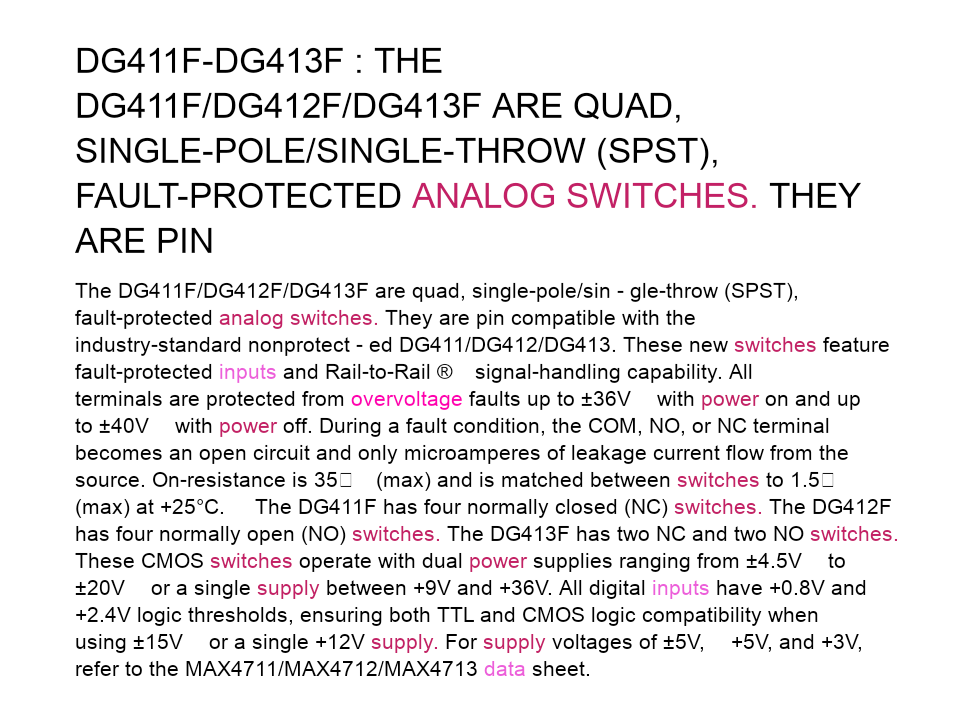 DG411F-DG413F : THE
DG411F/DG412F/DG413F ARE QUAD,
SINGLE-POLE/SINGLE-THROW (SPST),
FAULT-PROTECTED ANALOG SWITCHES. THEY
ARE PIN
The DG411F/DG412F/DG413F are quad, single-pole/sin - gle-throw (SPST),
fault-protected analog switches. They are pin compatible with the
industry-standard nonprotect - ed DG411/DG412/DG413. These new switches feature
fault-protected inputs and Rail-to-Rail ® signal-handling capability. All
terminals are protected from overvoltage faults up to ±36V with power on and up
to ±40V with power off. During a fault condition, the COM, NO, or NC terminal
becomes an open circuit and only microamperes of leakage current flow from the
source. On-resistance is 35□ (max) and is matched between switches to 1.5□
(max) at +25°C. The DG411F has four normally closed (NC) switches. The DG412F
has four normally open (NO) switches. The DG413F has two NC and two NO switches.
These CMOS switches operate with dual power supplies ranging from ±4.5V to
±20V or a single supply between +9V and +36V. All digital inputs have +0.8V and
+2.4V logic thresholds, ensuring both TTL and CMOS logic compatibility when
using ±15V or a single +12V supply. For supply voltages of ±5V, +5V, and +3V,
refer to the MAX4711/MAX4712/MAX4713 data sheet.